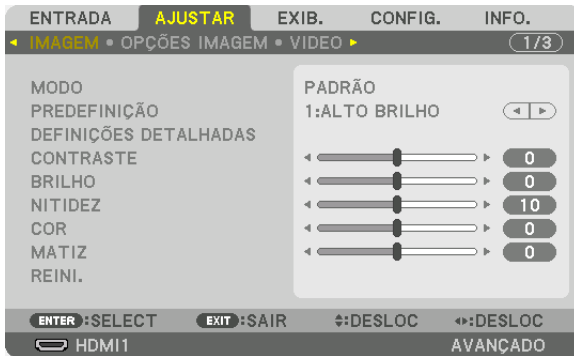 ENTRADA AJUSTAR EXIB. CONFIG. INFO.
IMAGEM • OPÇÕES IMAGEM • VIDEO 1/3
MODO PADRÃO
PREDEFINIÇÃO 1:ALTO BRILHO
DEFINIÇÕES DETALHADAS
CONTRASTE 0
BRILHO 0
NITIDEZ 10
COR 0
MATIZ 0
REINI.
ENTER :SELECT EXIT :SAIR :DESLOC :DESLOC
HDMI1 AVANÇADO